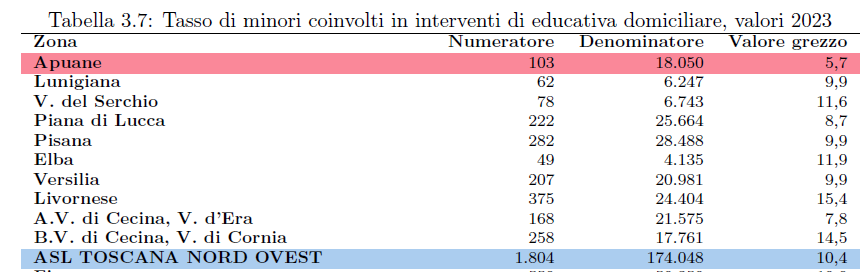 Tabella 3.7: Tasso di minori coinvolti in interventi di educativa domiciliare, valori 2023
Zona Numeratore Denominatore Valore grezzo
Apuane 103 18.050 5,7
Lunigiana 62 6.247 9,9
V. del Serchio 78 6.743 11,6
Piana di Lucca 222 25.664 8,7
Pisana 282 28.488 9,9
Elba 49 4.135 11,9
Versilia 207 20.981 9,9
Livornese 375 24.404 15,4
A.V. di Cecina, V. d'Era 168 21.575 7,8
B.V. di Cecina, V. di Cornia 258 17.761 14,5
ASL TOSCANA NORD OVEST 1.804 174.048 10,4